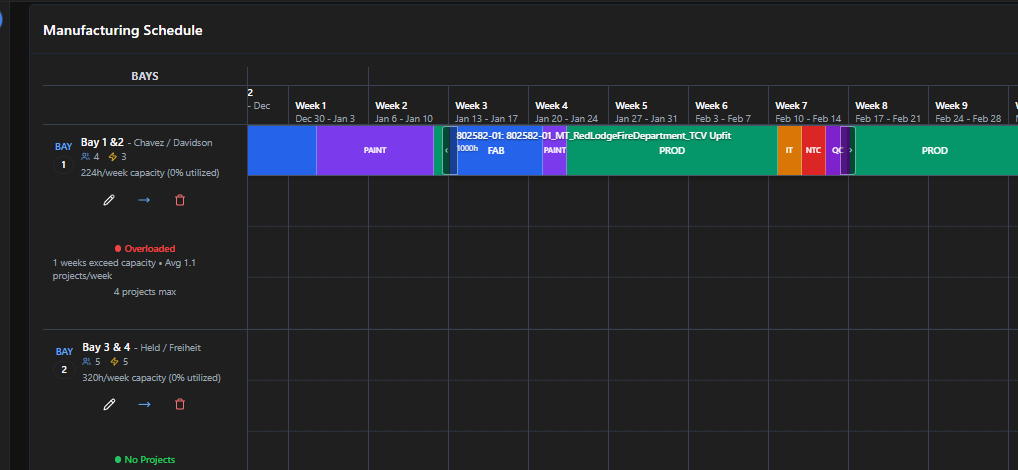 Manufacturing Schedule
BAYS
2
- Dec
Week 1
Dec 30 - Jan 3
Week 2
Jan 6 - Jan 10
Week 3
Jan 13 - Jan 17
Week 4
Jan 20 - Jan 24
Week 5
Jan 27 - Jan 31
Week 6
Feb 3 - Feb 7
Week 7
Feb 10 - Feb 14
Week 8
Feb 17 - Feb 21
Week 9
Feb 24 - Feb 28
BAY
1
Bay 1 &2 - Chavez / Davidson
4 3
224h/week capacity (0% utilized)
Overloaded
1 weeks exceed capacity • Avg 1.1
projects/week
4 projects max
PAINT
802582-01: 802582-01_MT_RedLodgeFireDepartment_TCV Upfit
1000h
FAB
PAINT
PROD
IT
NTC
QC
PROD
BAY
2
Bay 3 & 4 - Held / Freiheit
5 5
320h/week capacity (0% utilized)
No Projects